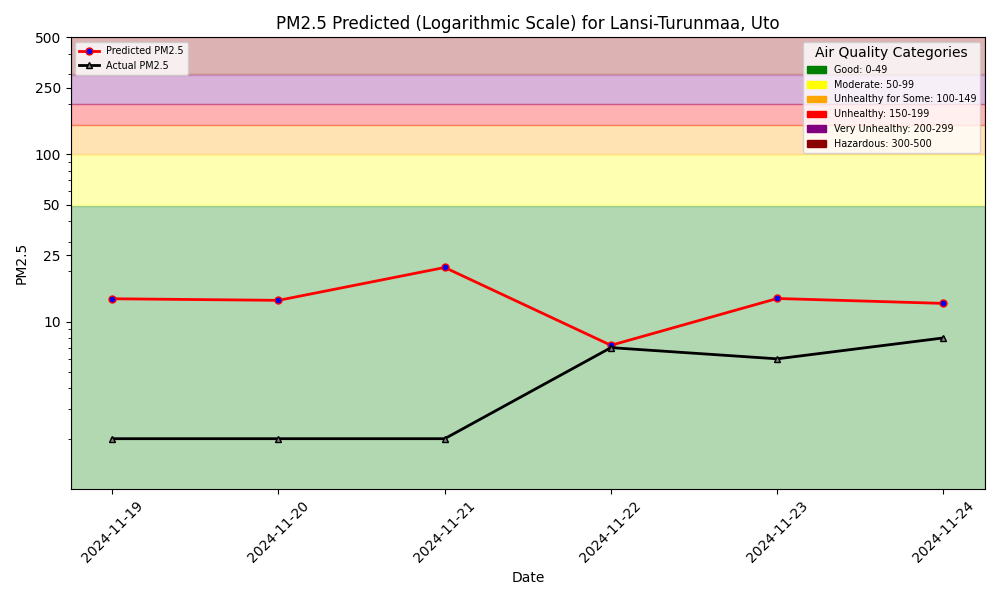 PM2.5 Predicted (Logarithmic Scale) for Lansi-Turunmaa, Uto
Predicted PM2.5
Actual PM2.5
Air Quality Categories
Good: 0-49
Moderate: 50-99
Unhealthy for Some: 100-149
Unhealthy: 150-199
Very Unhealthy: 200-299
Hazardous: 300-500
500
250
100
50
25
10
PM2.5
2024-11-19
2024-11-20
2024-11-21
2024-11-22
2024-11-23
2024-11-24
Date